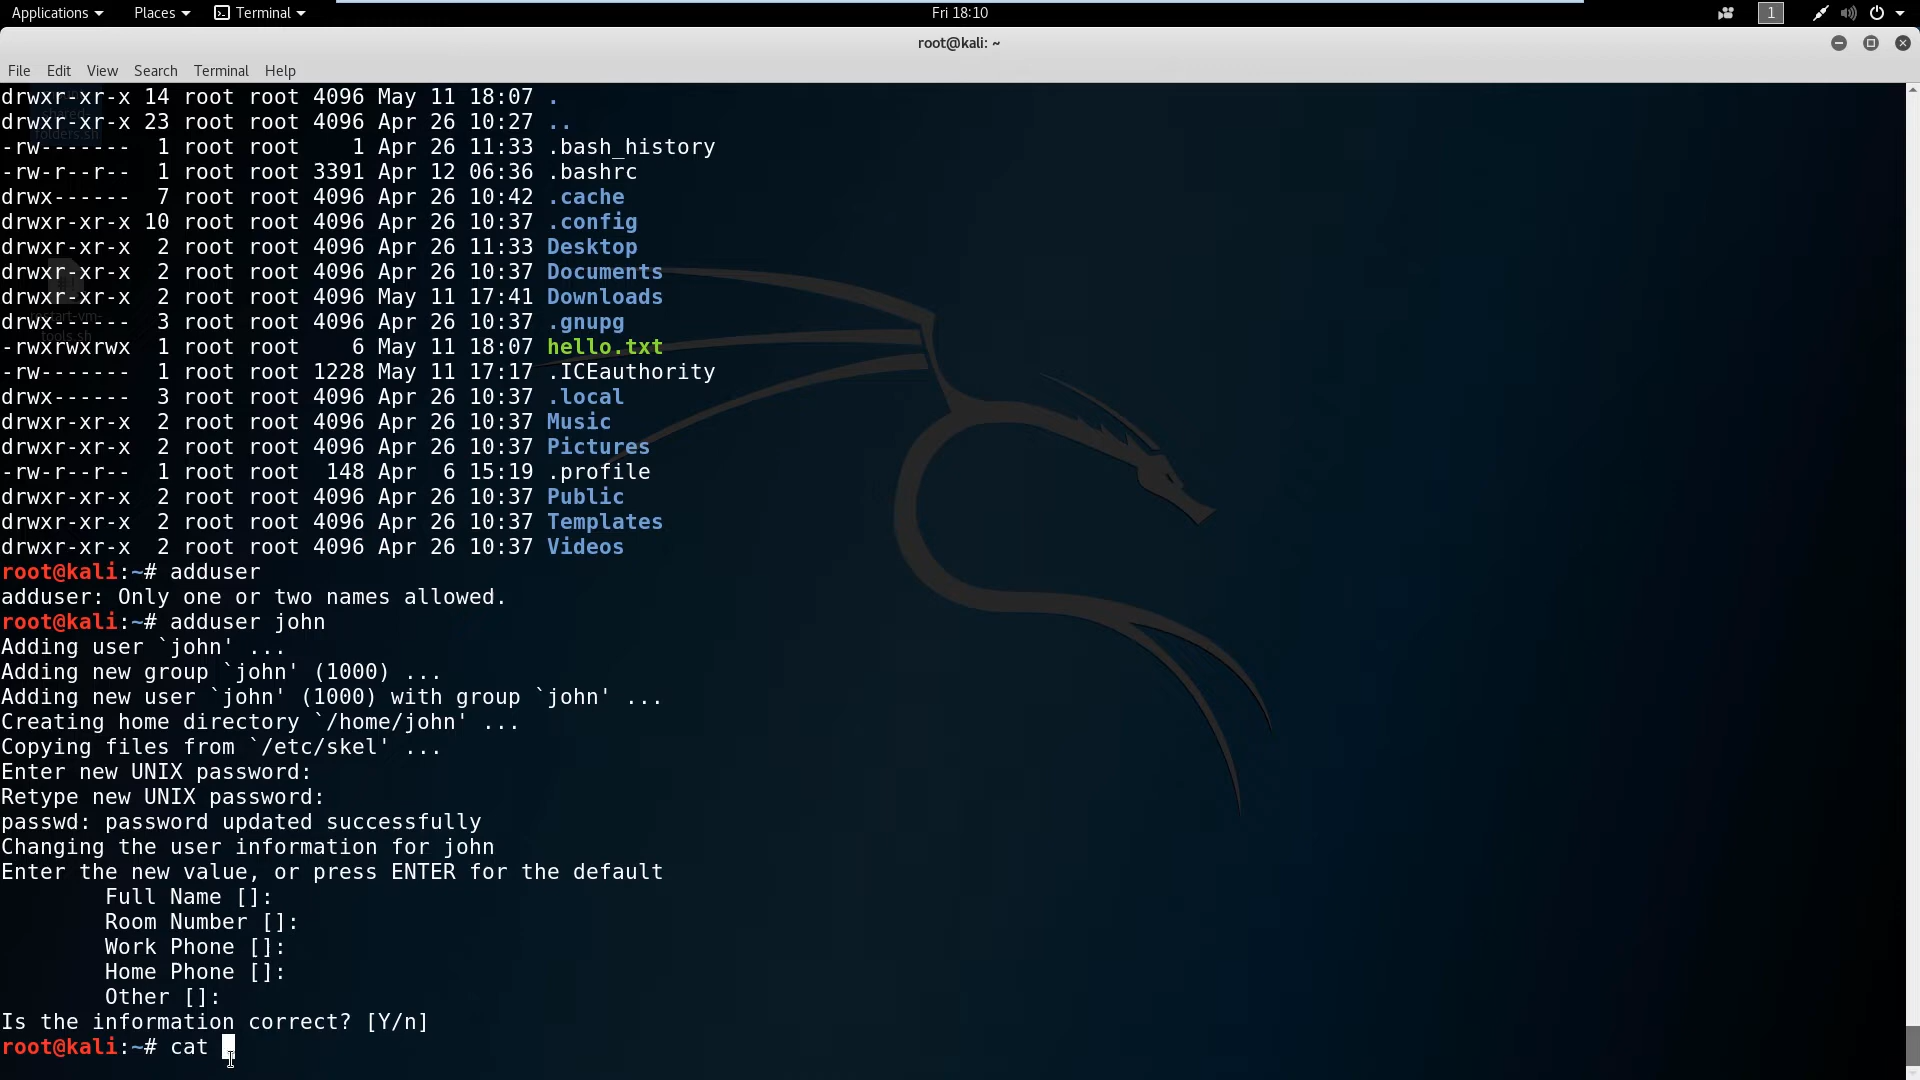 Applications Places Terminal Fri 18:10 1
root@kali: ~
File Edit View Search Terminal Help
drwxr-xr-x 14 root root 4096 May 11 18:07 .
drwxr-xr-x 23 root root 4096 Apr 26 10:27 ..
-rw------- 1 root root    1 Apr 26 11:33 .bash_history
-rw-r--r-- 1 root root 3391 Apr 12 06:36 .bashrc
drwx------ 7 root root 4096 Apr 26 10:42 .cache
drwxr-xr-x 10 root root 4096 Apr 26 10:37 .config
drwxr-xr-x 2 root root 4096 Apr 26 11:33 Desktop
drwxr-xr-x 2 root root 4096 Apr 26 10:37 Documents
drwxr-xr-x 2 root root 4096 May 11 17:41 Downloads
drwx------ 3 root root 4096 Apr 26 10:37 .gnupg
-rwxrwxrwx 1 root root    6 May 11 18:07 hello.txt
-rw------- 1 root root 1228 May 11 17:17 .ICEauthority
drwx------ 3 root root 4096 Apr 26 10:37 .local
drwxr-xr-x 2 root root 4096 Apr 26 10:37 Music
drwxr-xr-x 2 root root 4096 Apr 26 10:37 Pictures
-rw-r--r-- 1 root root  148 Apr  6 15:19 .profile
drwxr-xr-x 2 root root 4096 Apr 26 10:37 Public
drwxr-xr-x 2 root root 4096 Apr 26 10:37 Templates
drwxr-xr-x 2 root root 4096 Apr 26 10:37 Videos
root@kali:~# adduser
adduser: Only one or two names allowed.
root@kali:~# adduser john
Adding user `john' ...
Adding new group `john' (1000) ...
Adding new user `john' (1000) with group `john' ...
Creating home directory `/home/john' ...
Copying files from `/etc/skel' ...
Enter new UNIX password:
Retype new UNIX password:
passwd: password updated successfully
Changing the user information for john
Enter the new value, or press ENTER for the default
Full Name []:
Room Number []:
Work Phone []:
Home Phone []:
Other []:
Is the information correct? [Y/n]
root@kali:~# cat